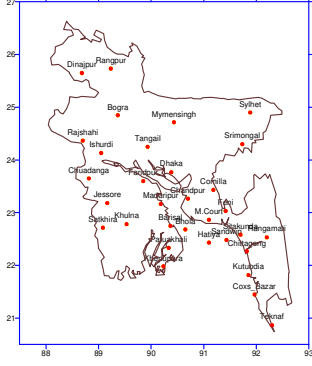 27
26
25
24
23
22
21
Dinajpur
Rangpur
Bogra
Mymensingh
Sylhet
Rajshahi
Ishurdi
Tangail
Srimongal
Chuadanga
Faridpur
Dhaka
Jessore
Madaripur
Chandpur
Comilla
Satkhira
Khulna
Barisal
Bhola
M.Court
Feni
Patuakhali
Hatiya
Sandwip
Sitakunda
Rangamati
Khepupara
Chittagong
Kutubdia
Coxs_Bazar
Teknaf
88
89
90
91
92
93